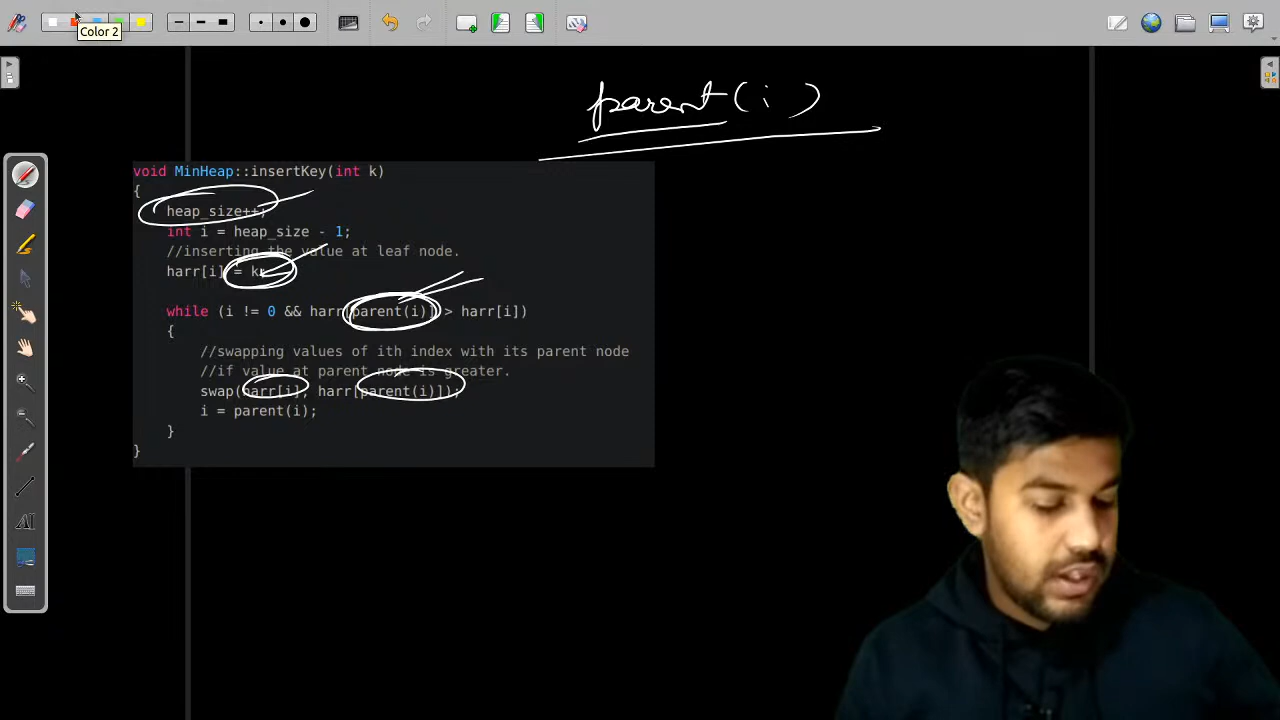 Color 2
parent(i)
void MinHeap::insertKey(int k)
{
heap_size++;
int i = heap_size - 1;
//inserting the value at leaf node.
harr[i] = k;
while (i != 0 && harr[parent(i)] > harr[i])
{
//swapping values of ith index with its parent node
//if value at parent node is greater.
swap(harr[i], harr[parent(i)]);
i = parent(i);
}
}